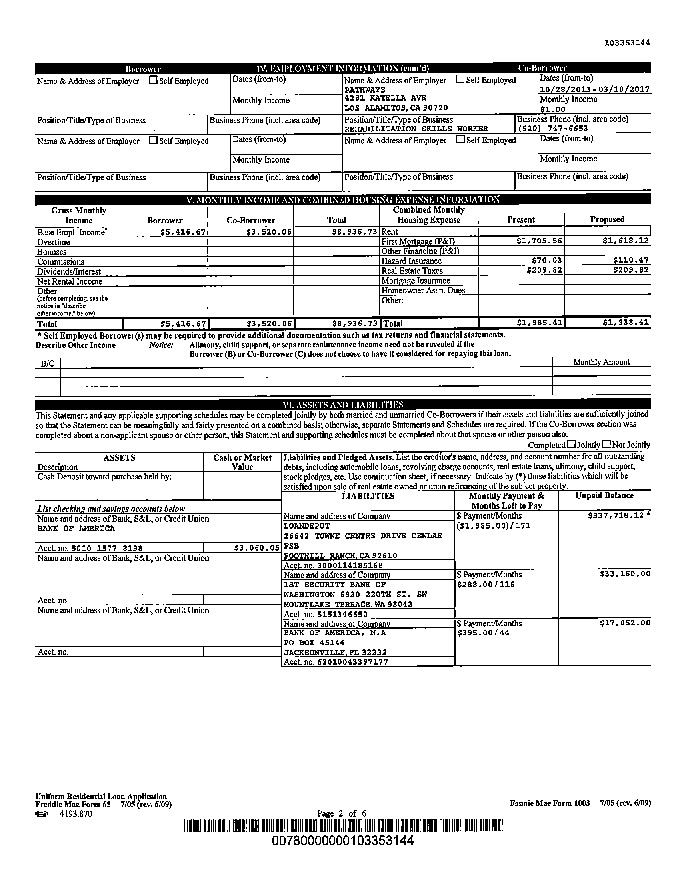 103353144
Borrower IV. EMPLOYMENT INFORMATION (cont'd) Co-Borrower
Name & Address of Employer Self Employed Dates (from-to) Name & Address of Employer Self Employed Dates (from-to)
PATHWAYS 10/28/2013-03/10/2017
Monthly Income 4281 KATELLA AVE Monthly Income
LOS ALAMITOS, CA 90720 $1.00
Position/Title/Type of Business Business Phone (incl. area code) Position/Title/Type of Business Business Phone (incl. area code)
REHABILITATION SKILLS WORKER
Name & Address of Employer Self Employed Dates (from-to) Name & Address of Employer Self Employed Dates (from-to)
Monthly Income Monthly Income
Position/Title/Type of Business Business Phone (incl. area code) Position/Title/Type of Business Business Phone (incl. area code)
V. MONTHLY INCOME AND COMBINED HOUSING EXPENSE INFORMATION
Gross Monthly Income Borrower Co-Borrower Total Combined Monthly Housing Expense Present Proposed
Base Empl. Income* $5,416.67 $3,520.06 $8,936.73 Rent
Overtime First Mortgage (P&I) $1,705.56 $1,618.12
Bonuses Other Financing (P&I)
Commissions Hazard Insurance $70.03 $110.47
Dividends/Interest Real Estate Taxes $209.82 $209.82
Net Rental Income Mortgage Insurance
Other Homeowner Assn. Dues
(before completing, see the notice in "describe other income," below) Other:
Total $5,416.67 $3,520.06 $8,936.73 Total $1,985.41 $1,938.41
* Self Employed Borrower(s) may be required to provide additional documentation such as tax returns and financial statements.
Describe Other Income Notice: Alimony, child support, or separate maintenance income need not be revealed if the
Borrower (B) or Co-Borrower (C) does not choose to have it considered for repaying this loan.
B/C Monthly Amount
VI. ASSETS AND LIABILITIES
This Statement and any applicable supporting schedules may be completed jointly by both married and unmarried Co-Borrowers if their assets and liabilities are sufficiently joined
so that the Statement can be meaningfully and fairly presented on a combined basis; otherwise, separate Statements and Schedules are required. If the Co-Borrower section was
completed about a non-applicant spouse or other person, this Statement and supporting schedules must be completed about that spouse or other person also.
Completed Jointly Not Jointly
ASSETS Cash or Market Value
Description
Cash Deposit toward purchase held by:
List checking and savings accounts below
Name and address of Bank, S&L, or Credit Union
BANK OF AMERICA
Acct. no. 5010 1577 2138 $3,060.05
Name and address of Bank, S&L, or Credit Union
Acct. no.
Name and address of Bank, S&L, or Credit Union
Acct. no.
Liabilities and Pledged Assets. List the creditor's name, address, and account number for all outstanding
debts, including automobile loans, revolving charge accounts, real estate loans, alimony, child support,
stock pledges, etc. Use continuation sheet, if necessary. Indicate by (*) those liabilities which will be
satisfied upon sale of real estate owned or upon refinancing of the subject property.
LIABILITIES Monthly Payment & Months Left to Pay Unpaid Balance
Name and address of Company $ Payment/Months $337,718.12 *
LOANDEPOT ($1,985.00)/171
26642 TOWNE CENTRE DRIVE CENLAR
FSB
FOOTHILL RANCH, CA 92610
Acct. no. 3000114185168
Name and address of Company $ Payment/Months $23,160.00
1ST SECURITY BANK OF $288.00/116
WASHINGTON 6920 220TH ST. SW
MOUNTLAKE TERRACE, WA 98043
Acct. no. 5151346550
Name and address of Company $ Payment/Months $17,052.00
BANK OF AMERICA, N.A $395.00/44
PO BOX 45144
JACKSONVILLE, FL 32232
Acct. no. 62010043397177
Uniform Residential Loan Application
Freddie Mac Form 65 7/05 (rev. 6/09) Fannie Mae Form 1003 7/05 (rev. 6/09)
4193.870 Page 2 of 6
0078000000103353144